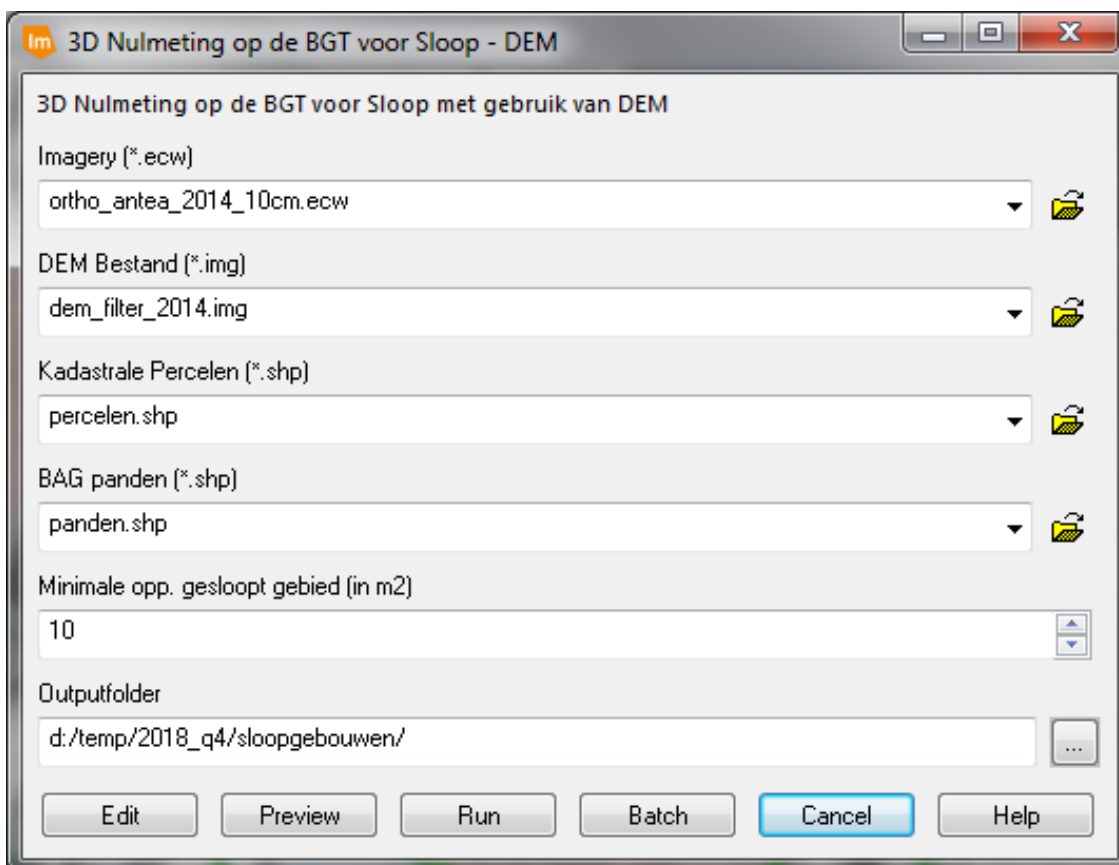 Im 3D Nulmeting op de BGT voor Sloop - DEM
3D Nulmeting op de BGT voor Sloop met gebruik van DEM
Imagery (*.ecw)
ortho_antea_2014_10cm.ecw
DEM Bestand (*.img)
dem_filter_2014.img
Kadastrale Percelen (*.shp)
percelen.shp
BAG panden (*.shp)
panden.shp
Minimale opp. gesloopt gebied (in m2)
10
Outputfolder
d:/temp/2018_q4/sloopgebouwen/
...
Edit Preview Run Batch Cancel Help